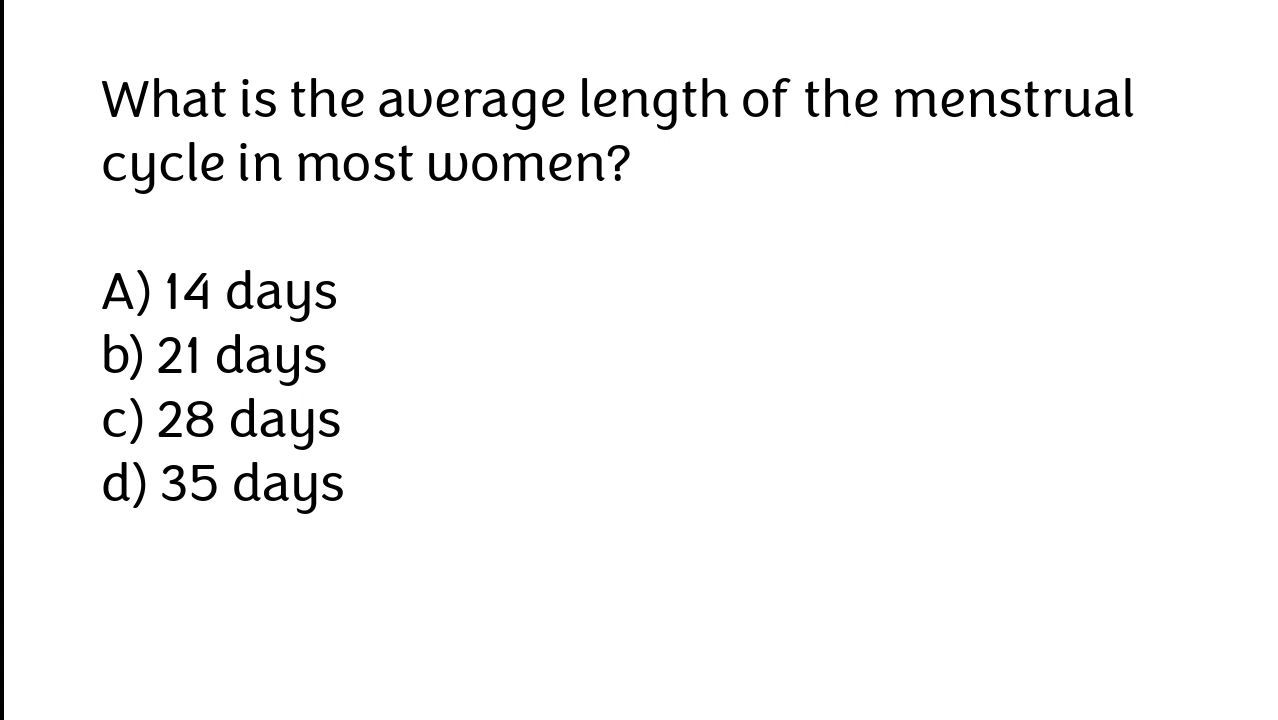 What is the average length of the menstrual
cycle in most women?
A) 14 days
b) 21 days
c) 28 days
d) 35 days